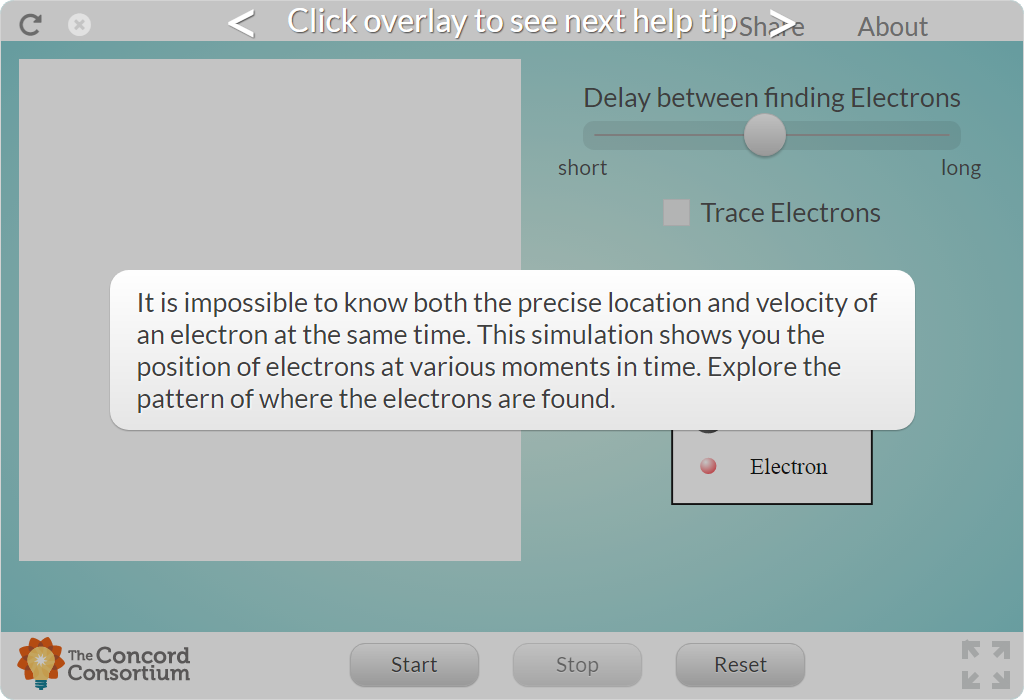 < Click overlay to see next help tip >
Share
About
Delay between finding Electrons
short
long
Trace Electrons
It is impossible to know both the precise location and velocity of
an electron at the same time. This simulation shows you the
position of electrons at various moments in time. Explore the
pattern of where the electrons are found.
Electron
The Concord
Consortium
Start
Stop
Reset